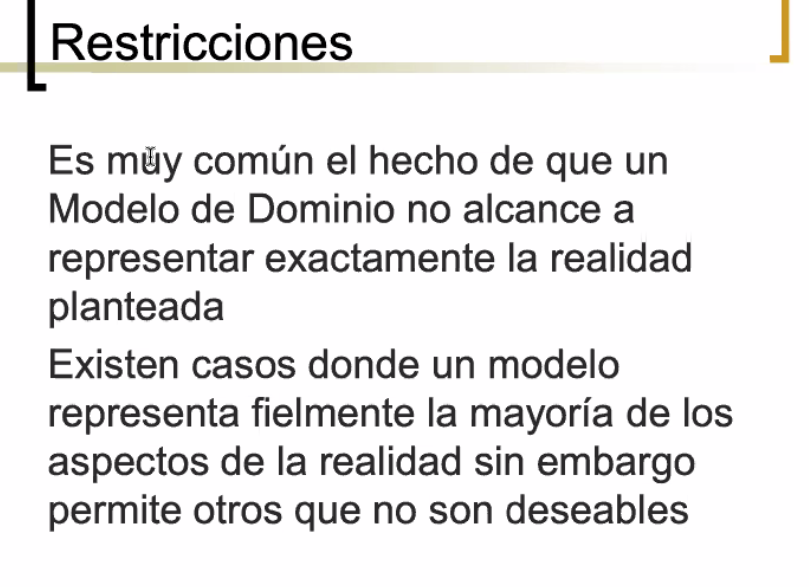 Restricciones
Es muy común el hecho de que un
Modelo de Dominio no alcance a
representar exactamente la realidad
planteada
Existen casos donde un modelo
representa fielmente la mayoría de los
aspectos de la realidad sin embargo
permite otros que no son deseables